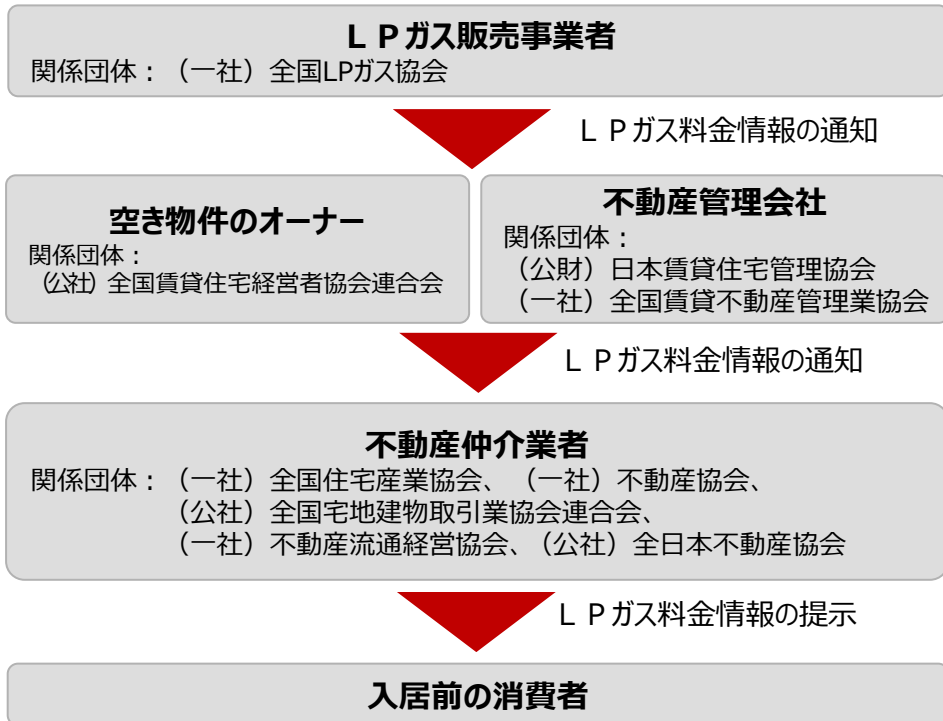 ＬＰガス販売事業者
関係団体：（一社）全国LPガス協会
ＬＰガス料金情報の通知
空き物件のオーナー
関係団体：
（公社）全国賃貸住宅経営者協会連合会
不動産管理会社
関係団体：
（公財）日本賃貸住宅管理協会
（一社）全国賃貸不動産管理業協会
ＬＰガス料金情報の通知
不動産仲介業者
関係団体：（一社）全国住宅産業協会、（一社）不動産協会、
（公社）全国宅地建物取引業協会連合会、
（一社）不動産流通経営協会、（公社）全日本不動産協会
ＬＰガス料金情報の提示
入居前の消費者